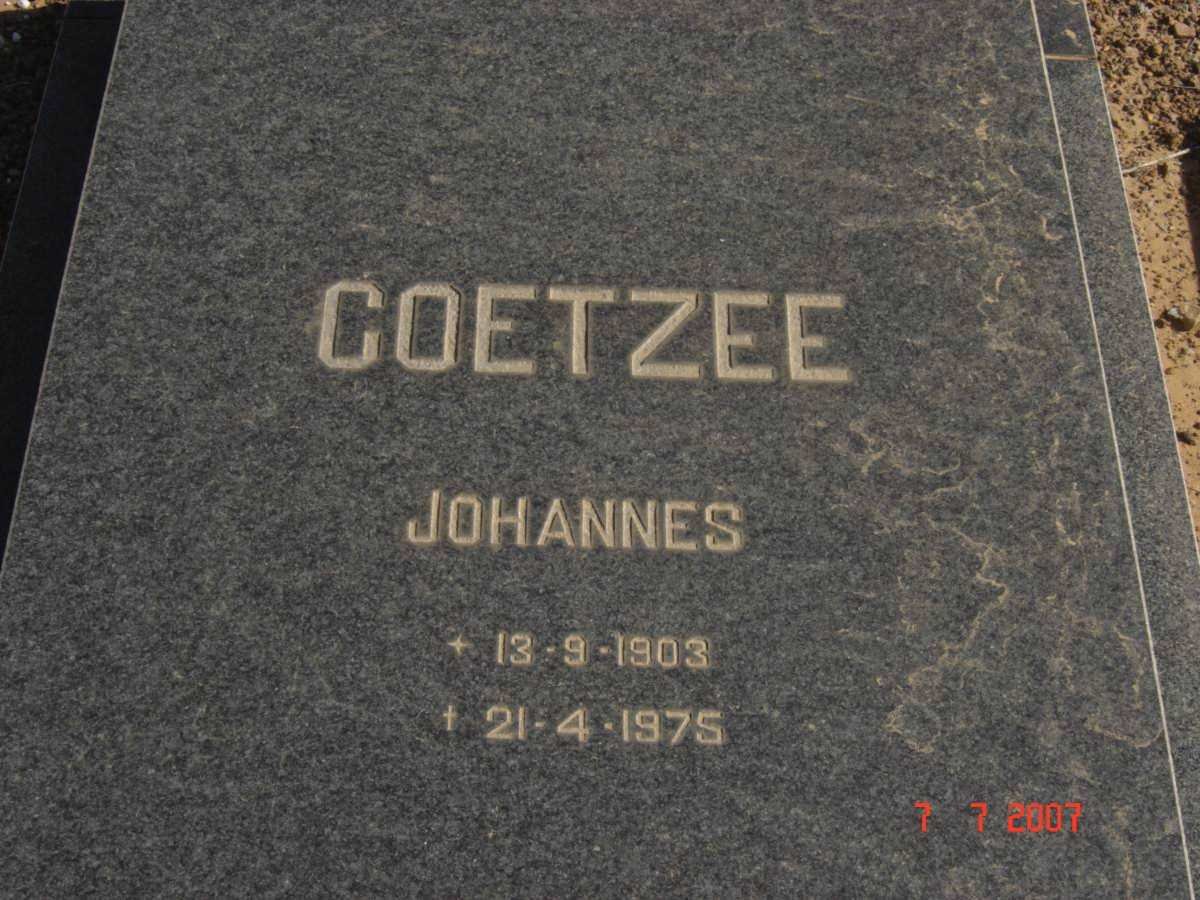 COETZEE
JOHANNES
+ 13-9-1903
† 21-4-1975
7 7 2007